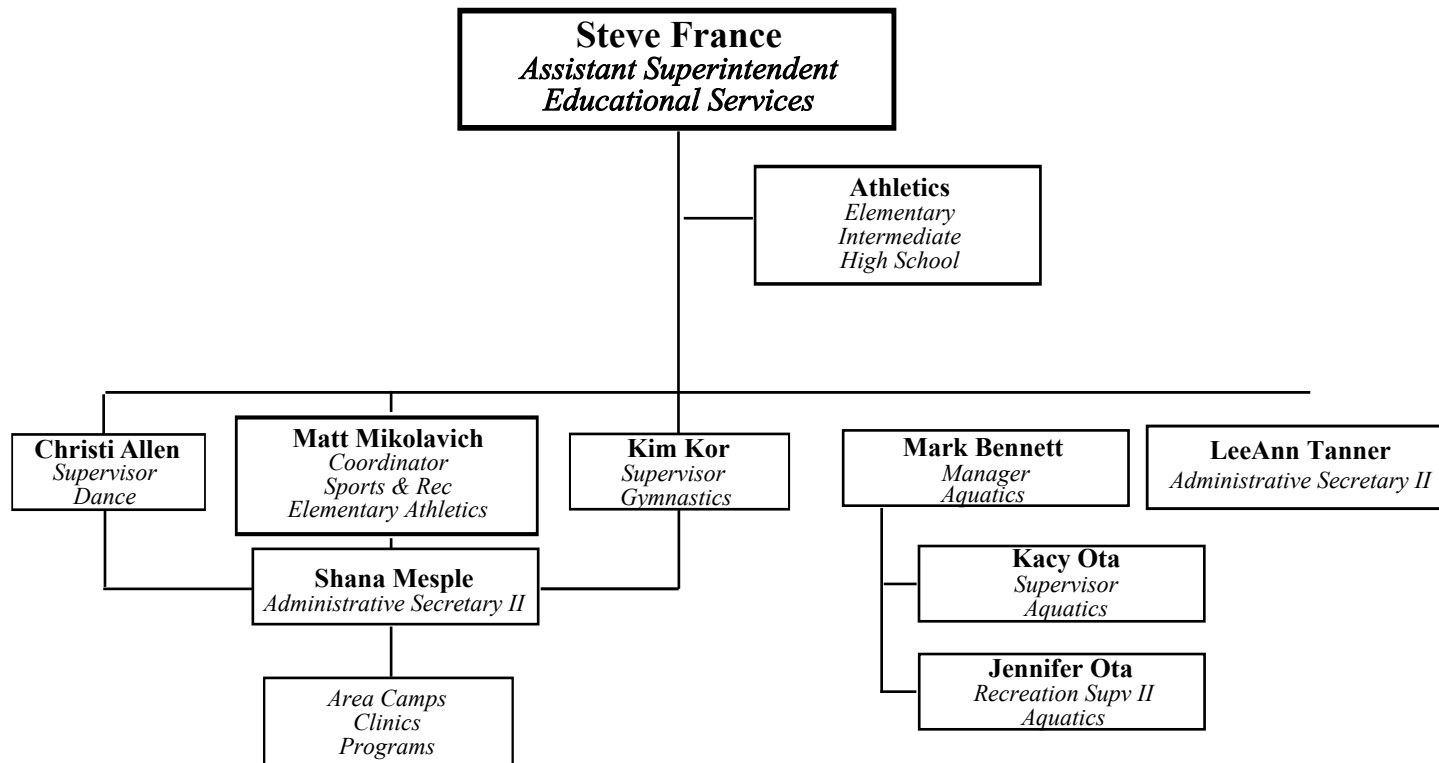 Steve France
Assistant Superintendent
Educational Services
Athletics
Elementary
Intermediate
High School
Christi Allen
Supervisor
Dance
Matt Mikolavich
Coordinator
Sports & Rec
Elementary Athletics
Kim Kor
Supervisor
Gymnastics
Mark Bennett
Manager
Aquatics
LeeAnn Tanner
Administrative Secretary II
Shana Mesple
Administrative Secretary II
Kacy Ota
Supervisor
Aquatics
Jennifer Ota
Recreation Supv II
Aquatics
Area Camps
Clinics
Programs